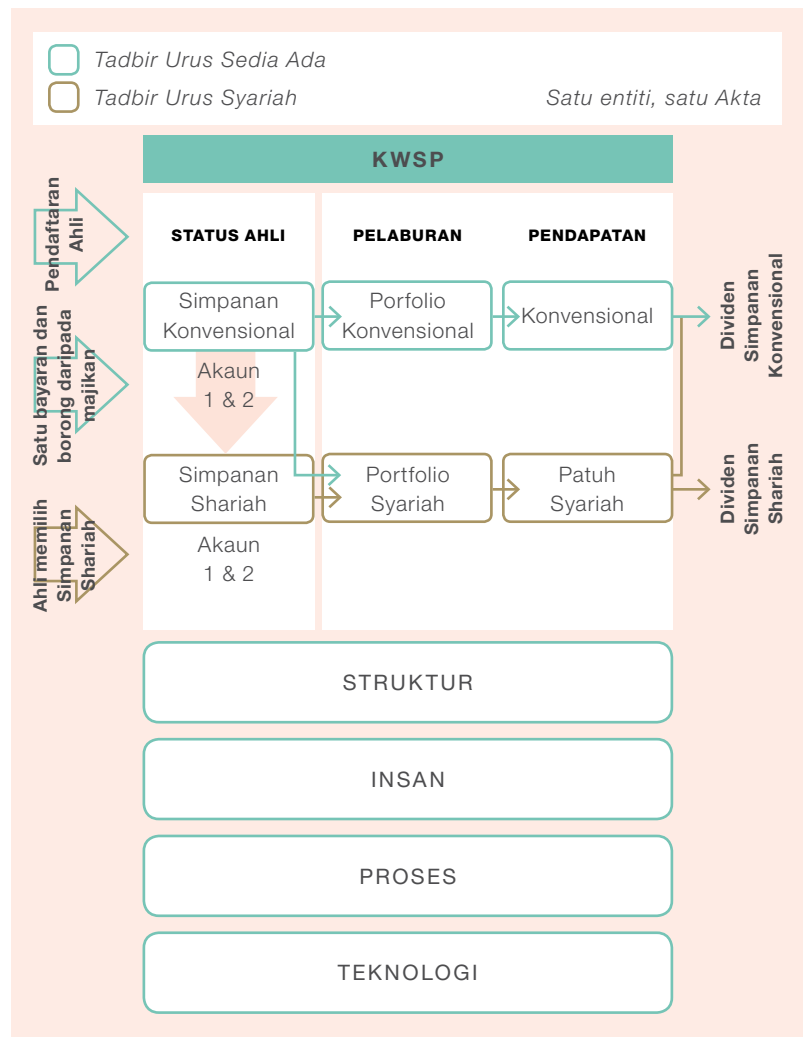 Tadbir Urus Sedia Ada
Tadbir Urus Syariah
Satu entiti, satu Akta
KWSP
Pendaftaran
Ahli
STATUS AHLI
PELABURAN
PENDAPATAN
Simpanan
Konvensional
Porfolio
Konvensional
Konvensional
Dividen
Simpanan
Konvensional
Satu bayaran dan
borong daripada
majikan
Akaun
1 & 2
Simpanan
Shariah
Portfolio
Syariah
Patuh
Syariah
Dividen
Simpanan
Shariah
Ahli memilih
Simpanan
Shariah
Akaun
1 & 2
STRUKTUR
INSAN
PROSES
TEKNOLOGI